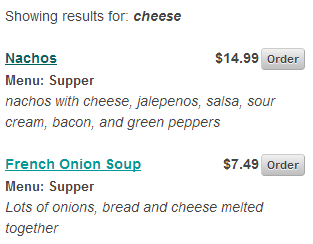 Showing results for: cheese
Nachos $14.99 Order
Menu: Supper
nachos with cheese, jalepenos, salsa, sour
cream, bacon, and green peppers
French Onion Soup $7.49 Order
Menu: Supper
Lots of onions, bread and cheese melted
together